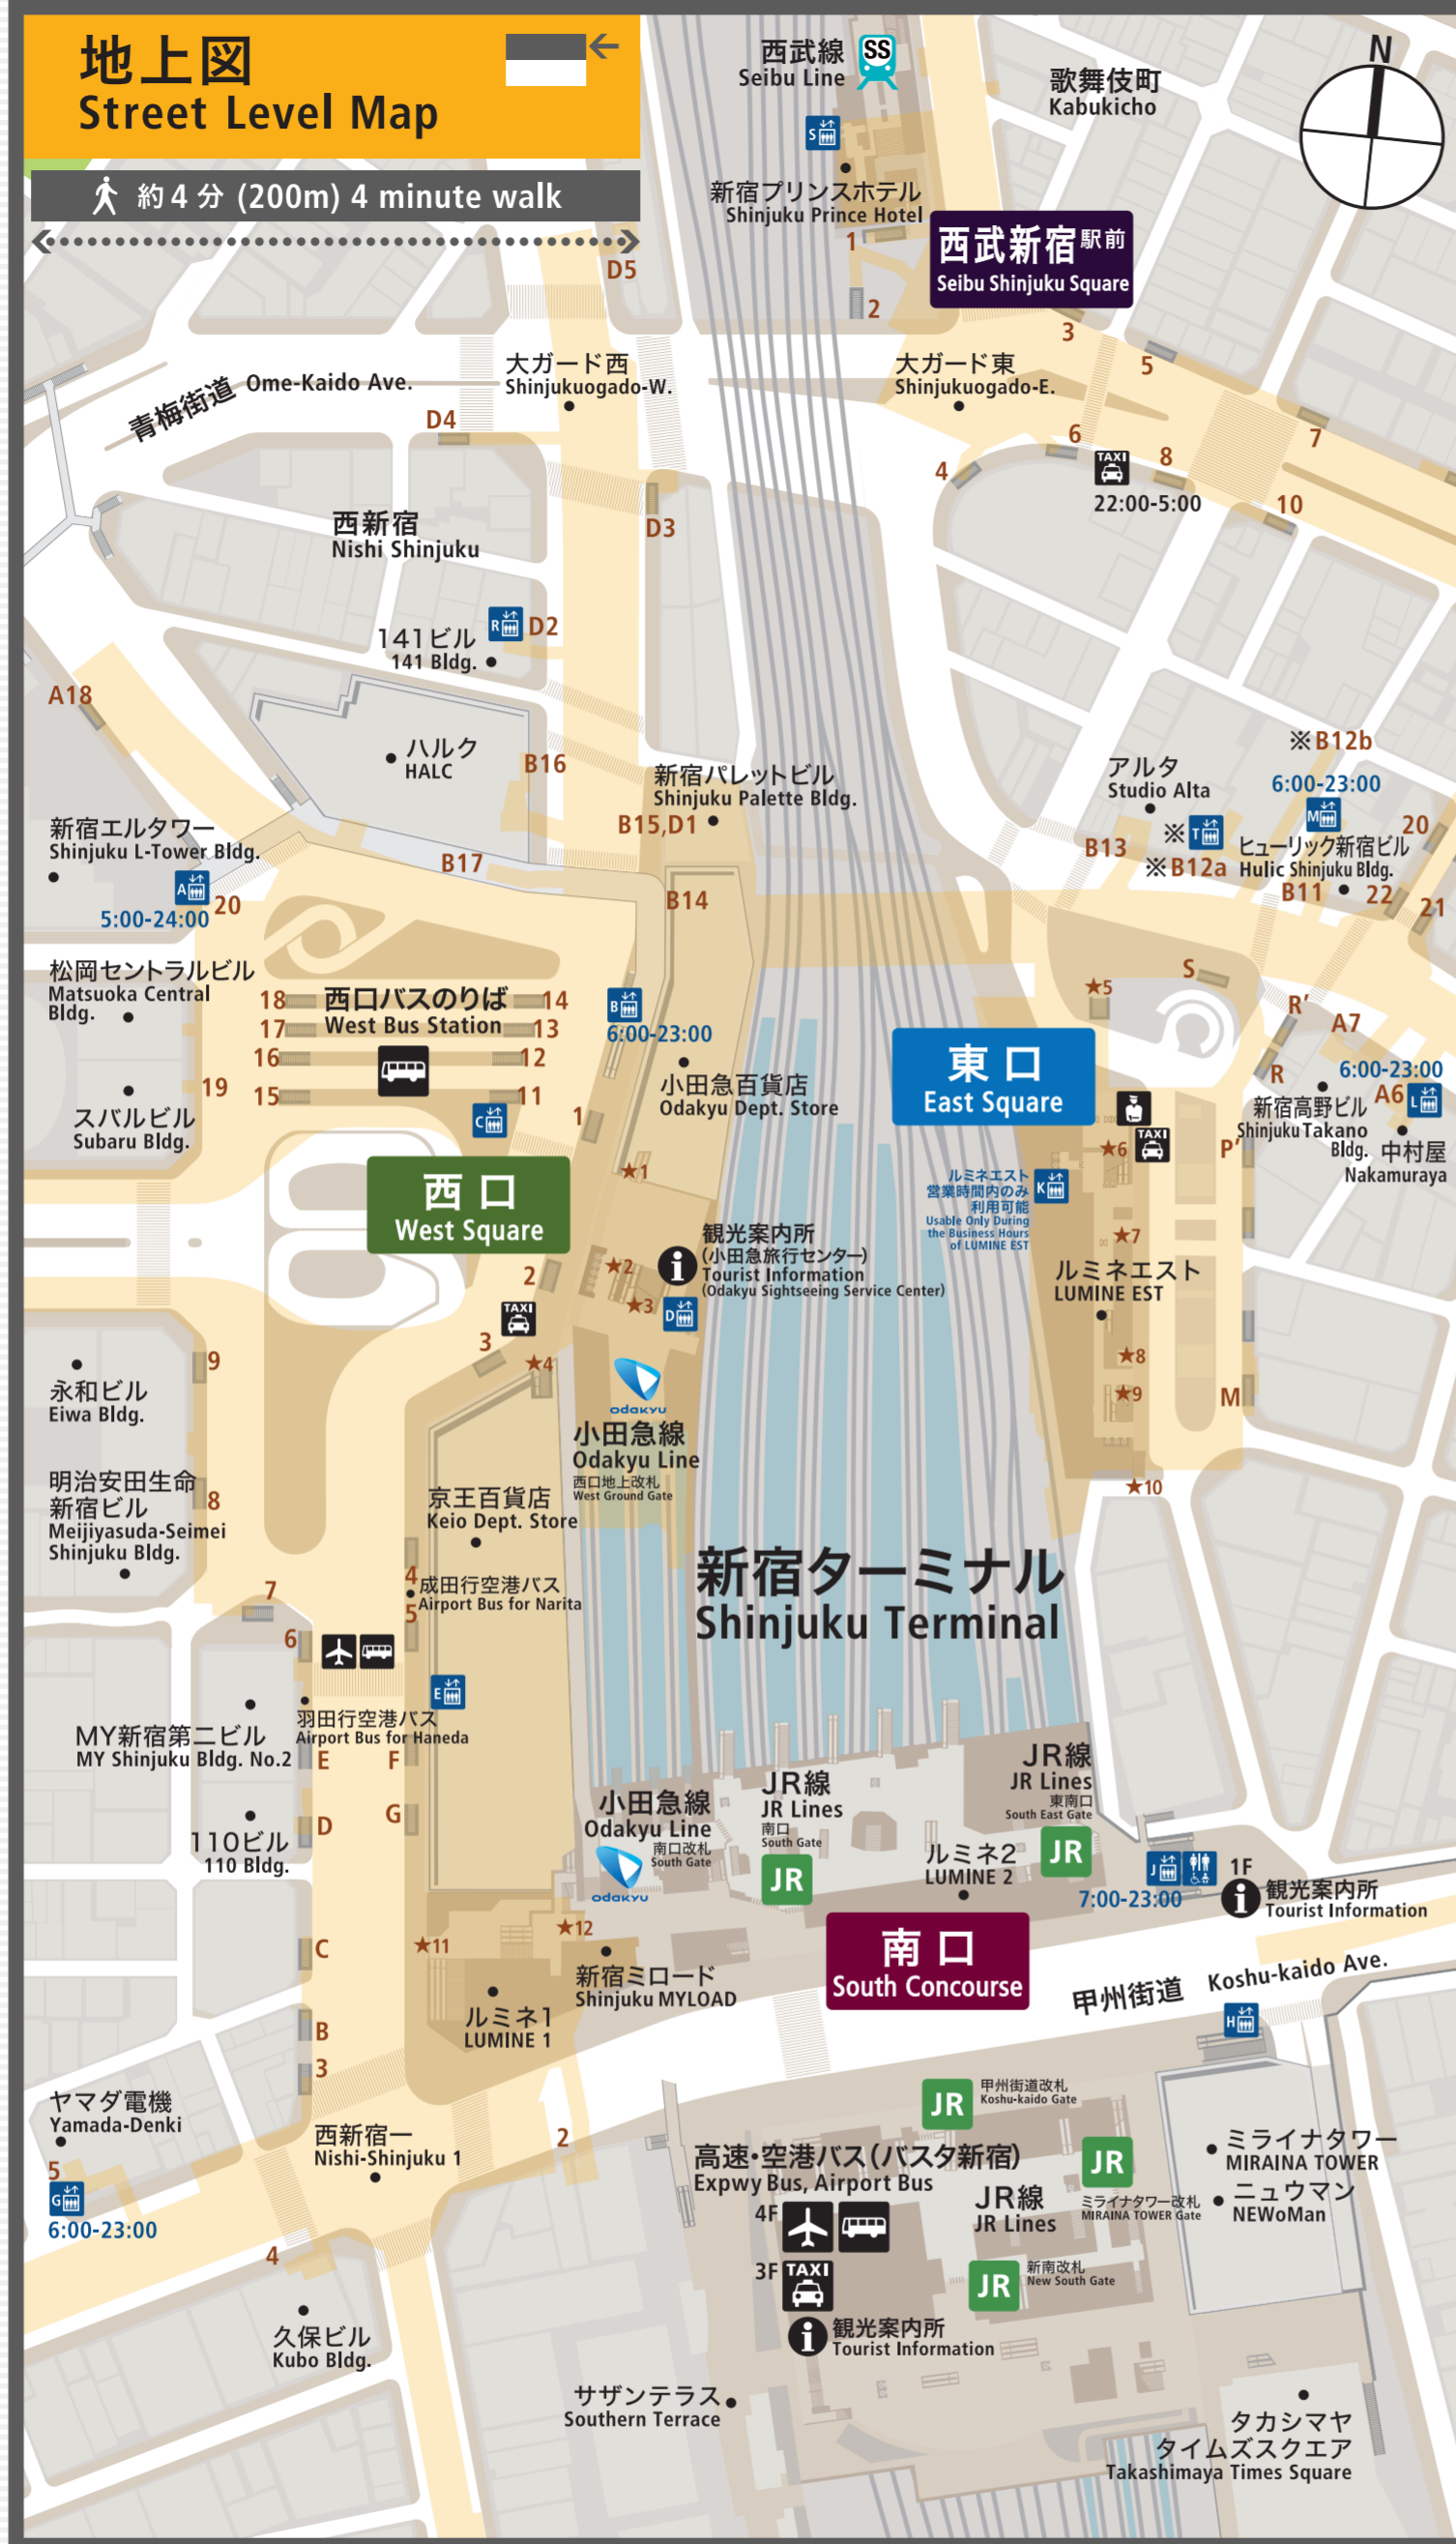 地上図
Street Level Map
約4分 (200m) 4 minute walk
西武線
Seibu Line
SS
歌舞伎町
Kabukicho
N
S
新宿プリンスホテル
Shinjuku Prince Hotel
1
2
西武新宿駅前
Seibu Shinjuku Square
D5
3
5
大ガード西
Shinjukuogado-W.
大ガード東
Shinjukuogado-E.
青梅街道 Ome-Kaido Ave.
D4
6
TAXI
8
7
4
22:00-5:00
10
西新宿
Nishi Shinjuku
D3
R
D2
141ビル
141 Bldg.
A18
ハルク
HALC
B16
新宿パレットビル
Shinjuku Palette Bldg.
B15,D1
※B12b
アルタ
Studio Alta
6:00-23:00
M
※
T
20
B13
ヒューリック新宿ビル
Hulic Shinjuku Bldg.
※B12a
B11
22
21
新宿エルタワー
Shinjuku L-Tower Bldg.
B17
A
20
5:00-24:00
B14
松岡セントラルビル
Matsuoka Central
Bldg.
18
西口バスのりば
West Bus Station
14
17
13
16
12
15
11
19
C
B
6:00-23:00
スバルビル
Subaru Bldg.
小田急百貨店
Odakyu Dept. Store
1
東口
East Square
★5
S
R'
A7
R
6:00-23:00
A6
L
新宿高野ビル
Shinjuku Takano
Bldg.
中村屋
Nakamuraya
★6
TAXI
P'
ルミネエスト
営業時間内のみ
利用可能
Usable Only During
the Business Hours
of LUMINE EST
K
★7
西口
West Square
★1
観光案内所
(小田急旅行センター)
Tourist Information
(Odakyu Sightseeing Service Center)
★2
★3
D
2
TAXI
3
★4
ルミネエスト
LUMINE EST
★8
★9
M
★10
9
永和ビル
Eiwa Bldg.
odakyu
小田急線
Odakyu Line
西口地上改札
West Ground Gate
明治安田生命
新宿ビル
Meijiyasuda-Seimei
Shinjuku Bldg.
8
京王百貨店
Keio Dept. Store
4
成田行空港バス
Airport Bus for Narita
5
7
6
新宿ターミナル
Shinjuku Terminal
E
MY新宿第二ビル
MY Shinjuku Bldg. No.2
羽田行空港バス
Airport Bus for Haneda
E
F
G
D
110ビル
110 Bldg.
小田急線
Odakyu Line
南口改札
South Gate
odakyu
JR線
JR Lines
南口
South Gate
JR
JR線
JR Lines
東南口
South East Gate
JR
ルミネ2
LUMINE 2
J
7:00-23:00
1F
観光案内所
Tourist Information
南口
South Concourse
C
★11
★12
新宿ミロード
Shinjuku MYLOAD
ルミネ1
LUMINE 1
甲州街道 Koshu-kaido Ave.
H
B
3
ヤマダ電機
Yamada-Denki
5
G
6:00-23:00
西新宿一
Nishi-Shinjuku 1
2
4
久保ビル
Kubo Bldg.
JR
甲州街道改札
Koshu-kaido Gate
高速・空港バス(バスタ新宿)
Expwy Bus, Airport Bus
4F
JR線
JR Lines
JR
ミライナタワー改札
MIRAINA TOWER Gate
ミライナタワー
MIRAINA TOWER
ニュウマン
NEWoMan
3F
TAXI
JR
新南改札
New South Gate
観光案内所
Tourist Information
サザンテラス
Southern Terrace
タカシマヤ
タイムズスクエア
Takashimaya Times Square